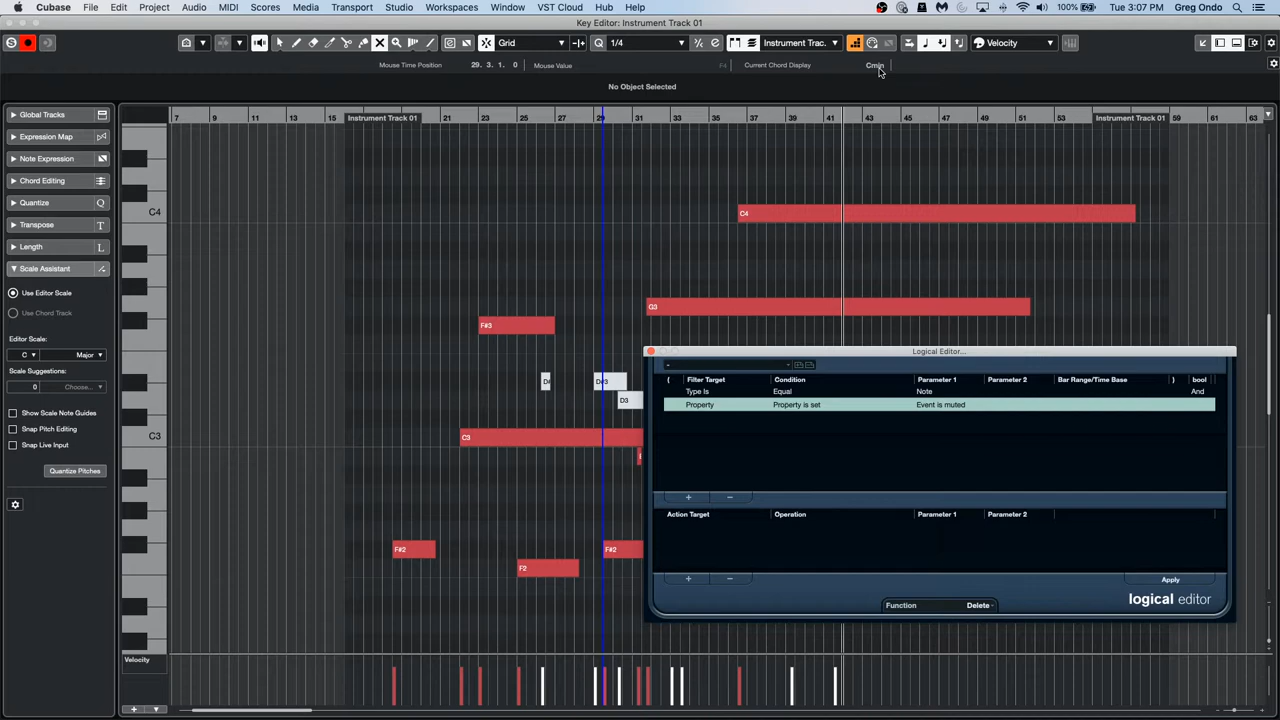 Cubase File Edit Project Audio MIDI Scores Media Transport Studio Workspaces Window VST Cloud Hub Help 100% Tue 3:07 PM Greg Ondo
Key Editor: Instrument Track 01
Grid Q 1/4 Instrument Trac. Velocity
Mouse Time Position 29. 3. 1. 0 Mouse Value F4 Current Chord Display Cmin
No Object Selected
Global Tracks
Expression Map
Note Expression
Chord Editing
Quantize Q
Transpose T
Length L
Scale Assistant
Use Editor Scale
Use Chord Track
Editor Scale:
C Major
Scale Suggestions:
0 Choose...
Show Scale Note Guides
Snap Pitch Editing
Snap Live Input
Quantize Pitches
7 9 11 13 15 Instrument Track 01 21 23 25 27 29 31 33 35 37 39 41 43 45 47 49 51 53 Instrument Track 01 59 61 63
C4 C4
G3
F#3
D#3
D3
C3 C3
F#2 F#2
F2
Velocity
Logical Editor...
-
( Filter Target Condition Parameter 1 Parameter 2 Bar Range/Time Base ) bool
Type Is Equal Note And
Property Property is set Event is muted
+ −
Action Target Operation Parameter 1 Parameter 2
+ − Apply
logical editor
Function Delete